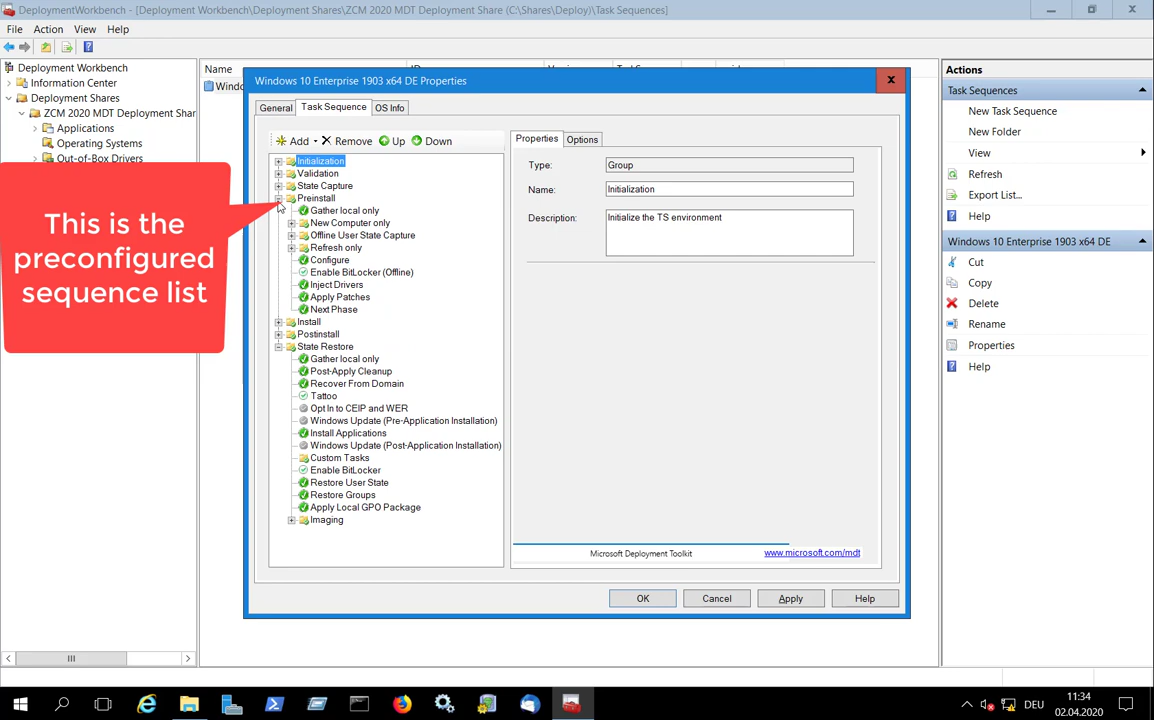 DeploymentWorkbench - [Deployment Workbench\Deployment Shares\ZCM 2020 MDT Deployment Share (C:\Shares\Deploy)\Task Sequences]
File Action View Help
Deployment Workbench
Information Center
Deployment Shares
ZCM 2020 MDT Deployment Shar
Applications
Operating Systems
Out-of-Box Drivers
This is the
preconfigured
sequence list
Name
Windo
Windows 10 Enterprise 1903 x64 DE Properties
General Task Sequence OS Info
Add Remove Up Down
Initialization
Validation
State Capture
Preinstall
Gather local only
New Computer only
Offline User State Capture
Refresh only
Configure
Enable BitLocker (Offline)
Inject Drivers
Apply Patches
Next Phase
Install
Postinstall
State Restore
Gather local only
Post-Apply Cleanup
Recover From Domain
Tattoo
Opt In to CEIP and WER
Windows Update (Pre-Application Installation)
Install Applications
Windows Update (Post-Application Installation)
Custom Tasks
Enable BitLocker
Restore User State
Restore Groups
Apply Local GPO Package
Imaging
Properties Options
Type: Group
Name: Initialization
Description: Initialize the TS environment
Microsoft Deployment Toolkit www.microsoft.com/mdt
OK Cancel Apply Help
Actions
Task Sequences
New Task Sequence
New Folder
View
Refresh
Export List...
Help
Windows 10 Enterprise 1903 x64 DE
Cut
Copy
Delete
Rename
Properties
Help
DEU
11:34
02.04.2020